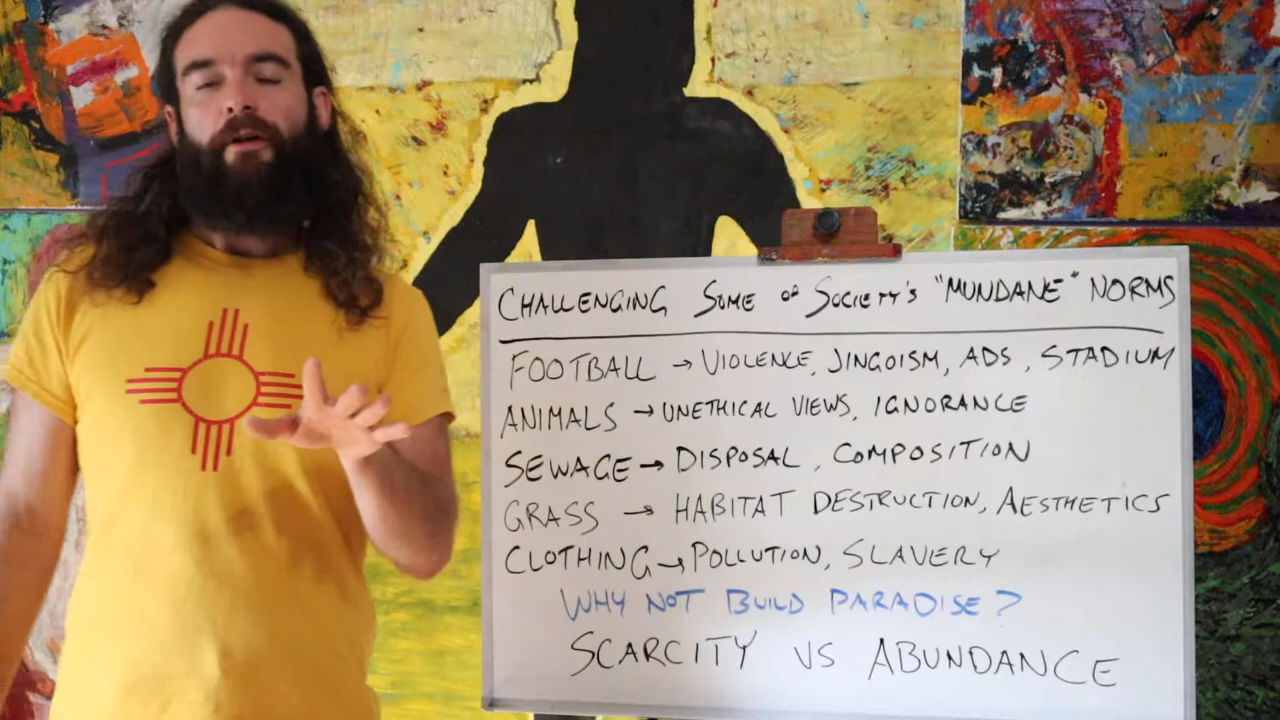 CHALLENGING SOME OF SOCIETY'S "MUNDANE" NORMS
FOOTBALL → VIOLENCE, JINGOISM, ADS, STADIUM
ANIMALS → UNETHICAL VIEWS, IGNORANCE
SEWAGE → DISPOSAL, COMPOSITION
GRASS → HABITAT DESTRUCTION, AESTHETICS
CLOTHING → POLLUTION, SLAVERY
WHY NOT BUILD PARADISE?
SCARCITY VS ABUNDANCE